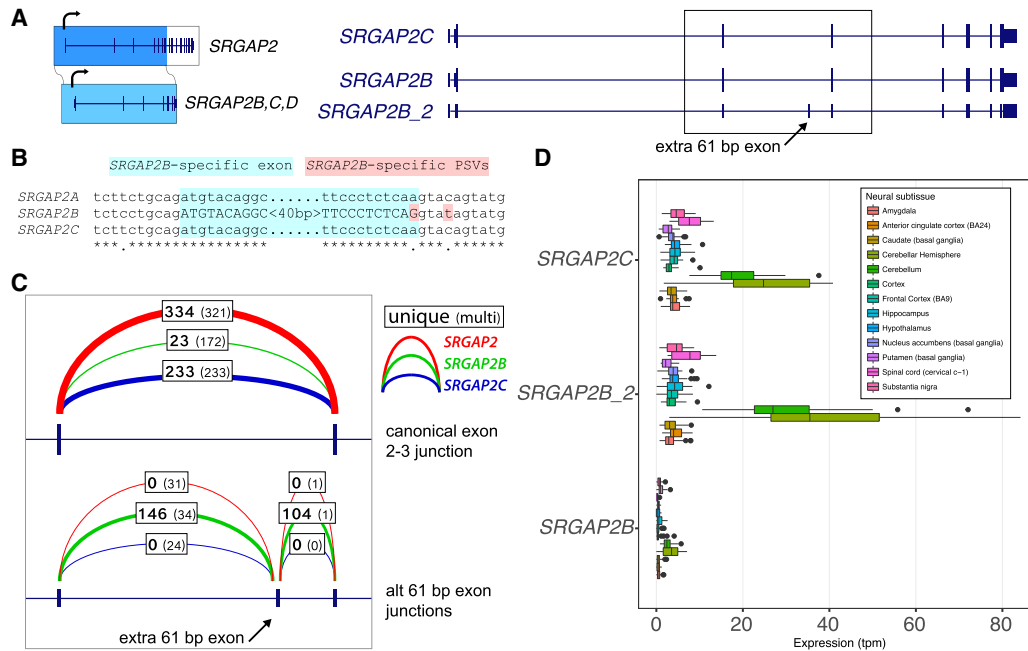 A
SRGAP2
SRGAP2B,C,D
SRGAP2C
SRGAP2B
SRGAP2B_2
extra 61 bp exon
B
SRGAP2B-specific exon SRGAP2B-specific PSVs
SRGAP2A tcttctgcagatgtacaggc......ttccctctcaagtacagtatg
SRGAP2B tctcctgcagATGTACAGGC<40bp>TTCCCTCTCAGgtatagtatg
SRGAP2C tcttctgcagatgtacaggc......ttccctctcaagtacagtatg
***.**************** **********.***.*******
C
334 (321)
23 (172)
233 (233)
unique (multi)
SRGAP2
SRGAP2B
SRGAP2C
canonical exon
2-3 junction
0 (31)
0 (1)
146 (34)
104 (1)
0 (24)
0 (0)
alt 61 bp exon
junctions
extra 61 bp exon
D
SRGAP2C
SRGAP2B_2
SRGAP2B
Neural subtissue
Amygdala
Anterior cingulate cortex (BA24)
Caudate (basal ganglia)
Cerebellar Hemisphere
Cerebellum
Cortex
Frontal Cortex (BA9)
Hippocampus
Hypothalamus
Nucleus accumbens (basal ganglia)
Putamen (basal ganglia)
Spinal cord (cervical c-1)
Substantia nigra
0 20 40 60 80
Expression (tpm)